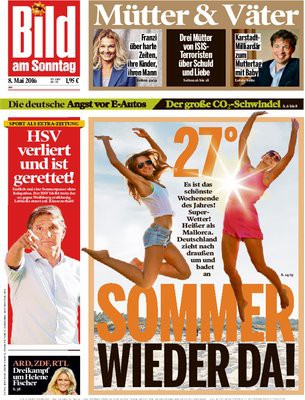 Bild
am Sonntag
8. Mai 2016
1,95 €
Mütter & Väter
Franzi
über harte
Zeiten,
ihre Kinder,
ihren Mann
Drei Mütter
von ISIS-
Terroristen
über Schuld
und Liebe
Karstadt-
Milliardär
zum
Muttertag
mit Baby
Die deutsche Angst vor E-Autos
Der große CO₂-Schwindel
SPORT ALS EXTRA-ZEITUNG
HSV
verliert
und ist
gerettet!
27°
Es ist das
schönste
Wochenende
des Jahres!
Super-
Wetter!
Heißer als
Mallorca.
Deutschland
zieht nach
draußen
um und
badet
an
SOMMER
WIEDER DA!
ARD, ZDF, RTL
Dreikampf
um Helene
Fischer